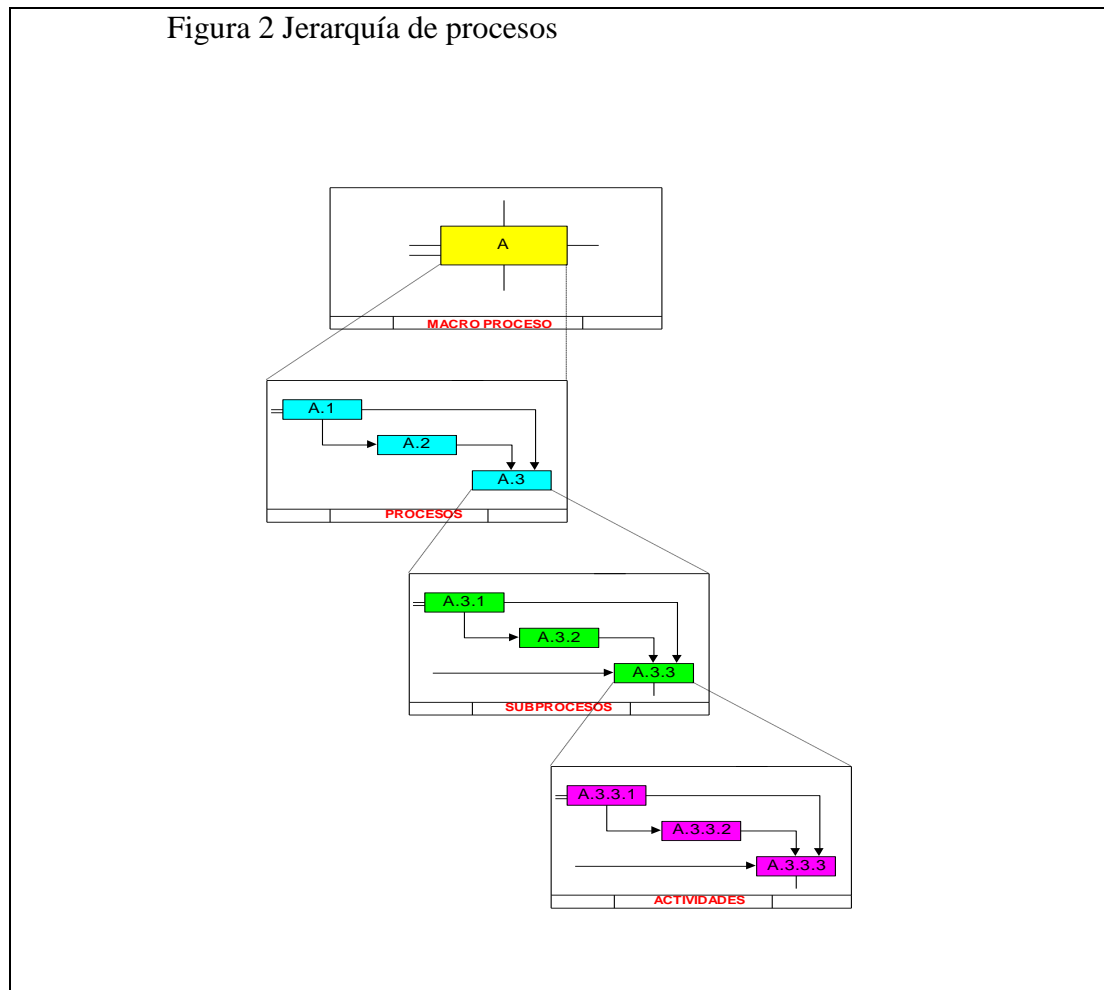 Figura 2 Jerarquía de procesos
A
MACRO PROCESO
A.1
A.2
A.3
PROCESOS
A.3.1
A.3.2
A.3.3
SUBPROCESOS
A.3.3.1
A.3.3.2
A.3.3.3
ACTIVIDADES